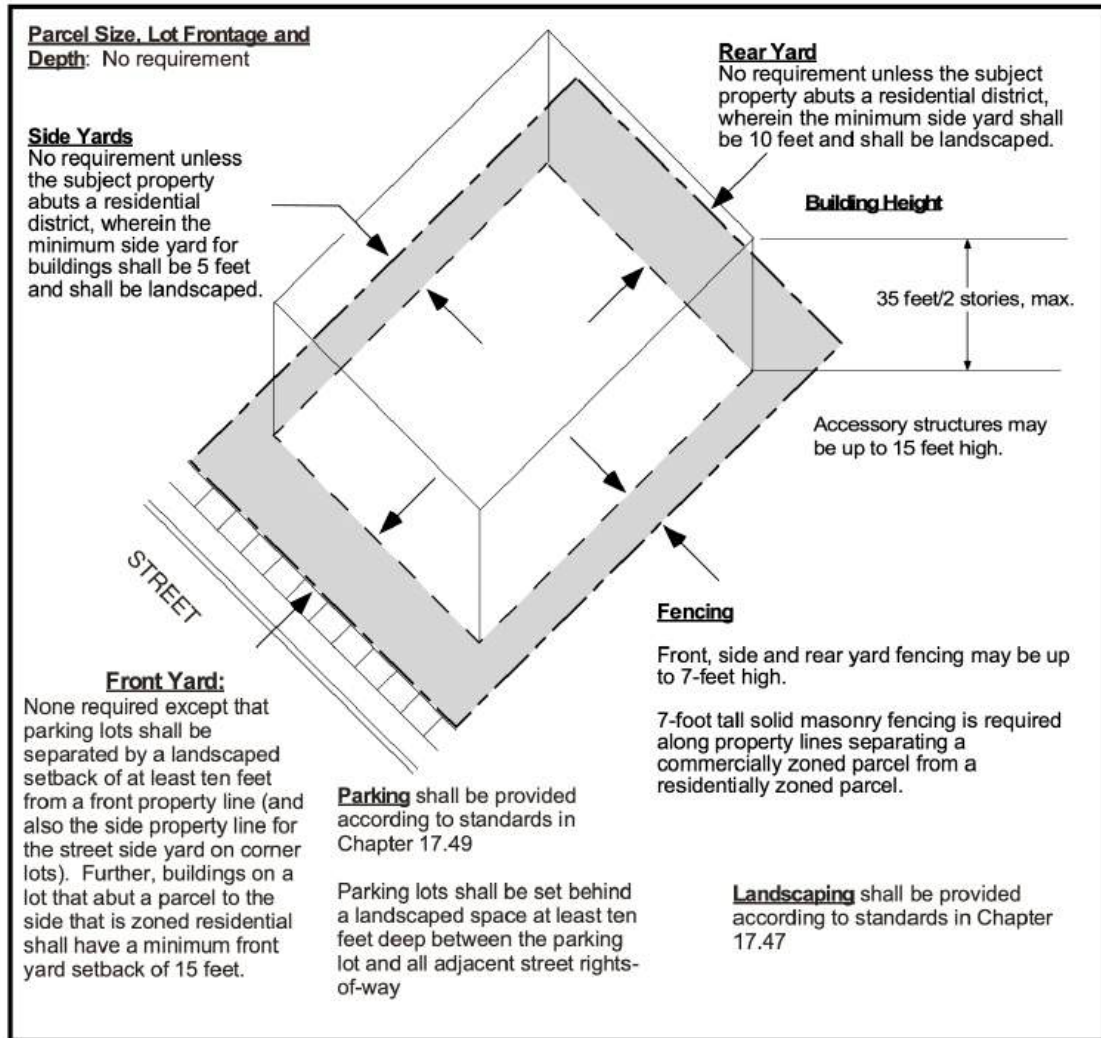 Parcel Size, Lot Frontage and
Depth: No requirement
Side Yards
No requirement unless
the subject property
abuts a residential
district, wherein the
minimum side yard for
buildings shall be 5 feet
and shall be landscaped.
Rear Yard
No requirement unless the subject
property abuts a residential district,
wherein the minimum side yard shall
be 10 feet and shall be landscaped.
Building Height
35 feet/2 stories, max.
Accessory structures may
be up to 15 feet high.
STREET
Fencing
Front, side and rear yard fencing may be up
to 7-feet high.
7-foot tall solid masonry fencing is required
along property lines separating a
commercially zoned parcel from a
residentially zoned parcel.
Front Yard:
None required except that
parking lots shall be
separated by a landscaped
setback of at least ten feet
from a front property line (and
also the side property line for
the street side yard on corner
lots). Further, buildings on a
lot that abut a parcel to the
side that is zoned residential
shall have a minimum front
yard setback of 15 feet.
Parking shall be provided
according to standards in
Chapter 17.49
Parking lots shall be set behind
a landscaped space at least ten
feet deep between the parking
lot and all adjacent street rights-
of-way
Landscaping shall be provided
according to standards in Chapter
17.47